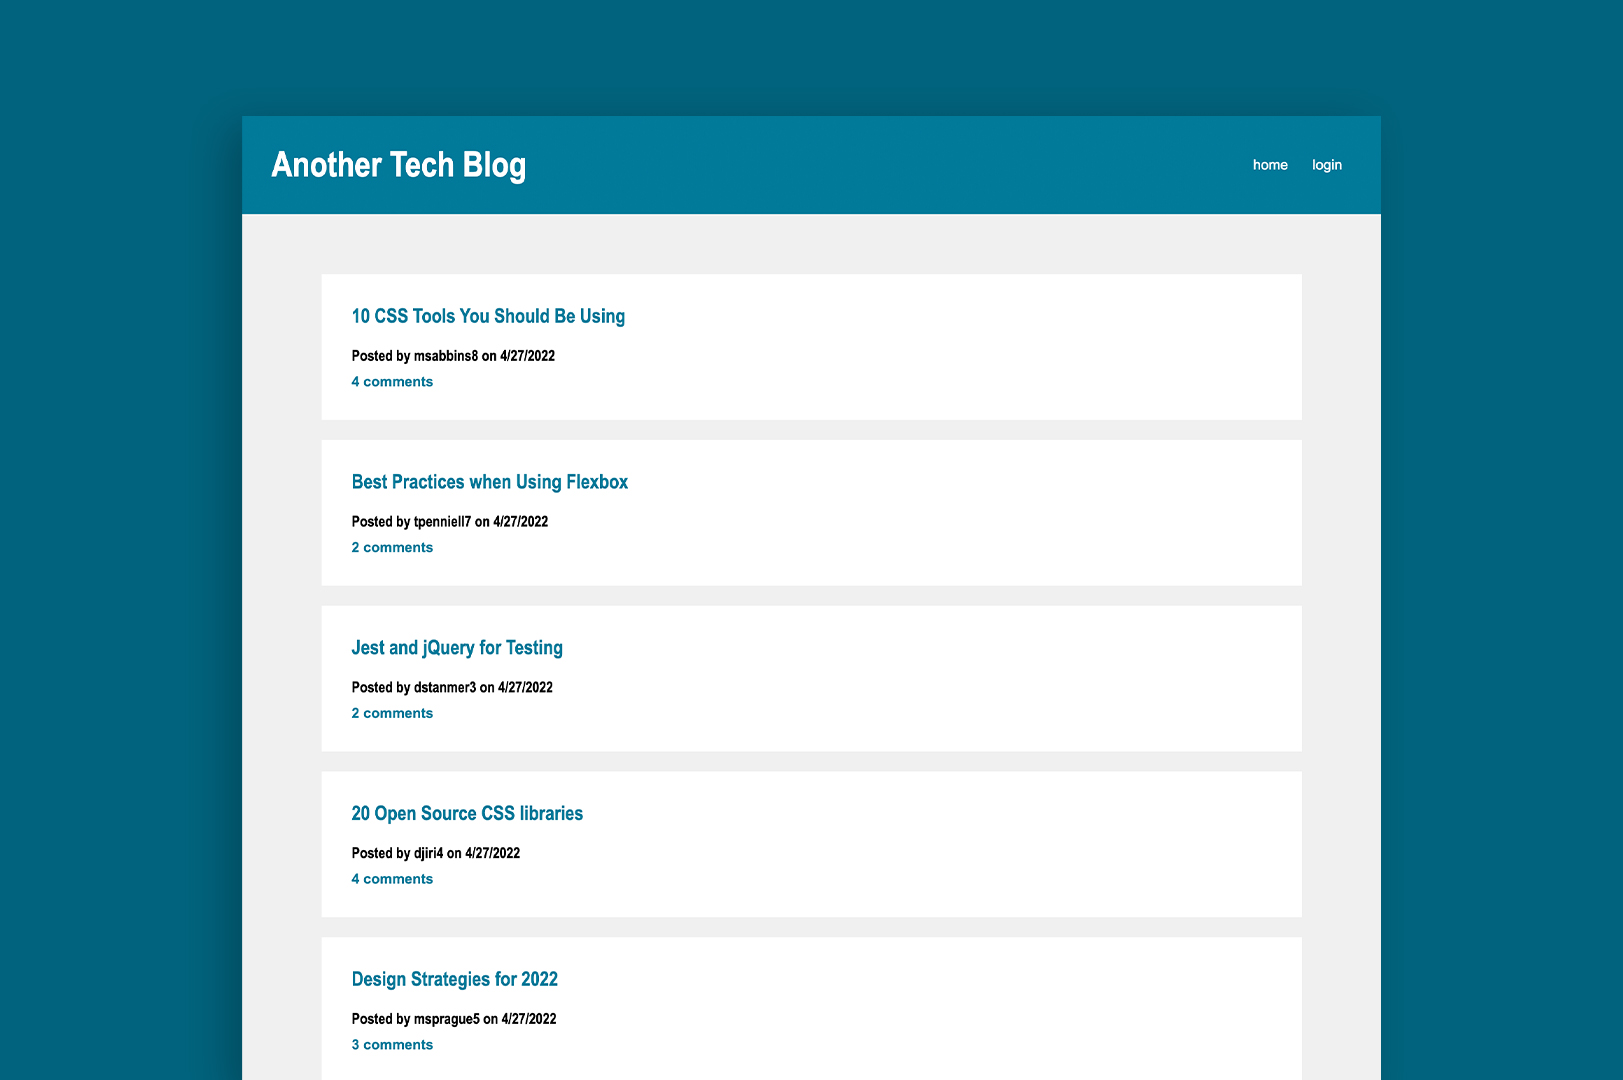 Another Tech Blog
home login
10 CSS Tools You Should Be Using
Posted by msabbins8 on 4/27/2022
4 comments
Best Practices when Using Flexbox
Posted by tpenniell7 on 4/27/2022
2 comments
Jest and jQuery for Testing
Posted by dstanmer3 on 4/27/2022
2 comments
20 Open Source CSS libraries
Posted by djiri4 on 4/27/2022
4 comments
Design Strategies for 2022
Posted by msprague5 on 4/27/2022
3 comments